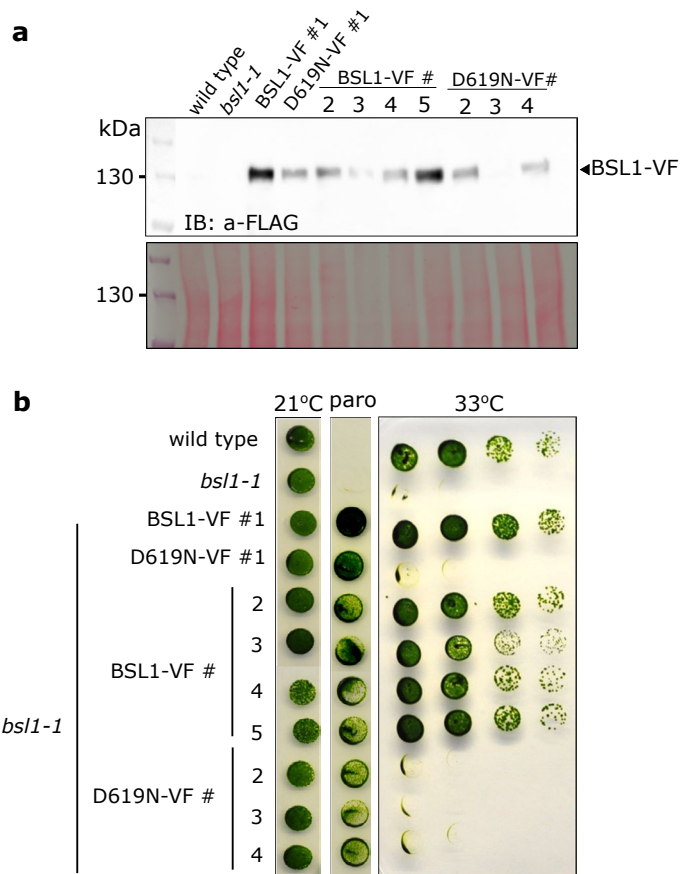 a
wild type
bsl1-1
BSL1-VF #1
D619N-VF #1
BSL1-VF #
D619N-VF#
2 3 4 5 2 3 4
kDa
130
BSL1-VF
IB: a-FLAG
130
b
21°C paro 33°C
wild type
bsl1-1
BSL1-VF #1
D619N-VF #1
2
3
BSL1-VF #
4
bsl1-1
5
2
D619N-VF #
3
4